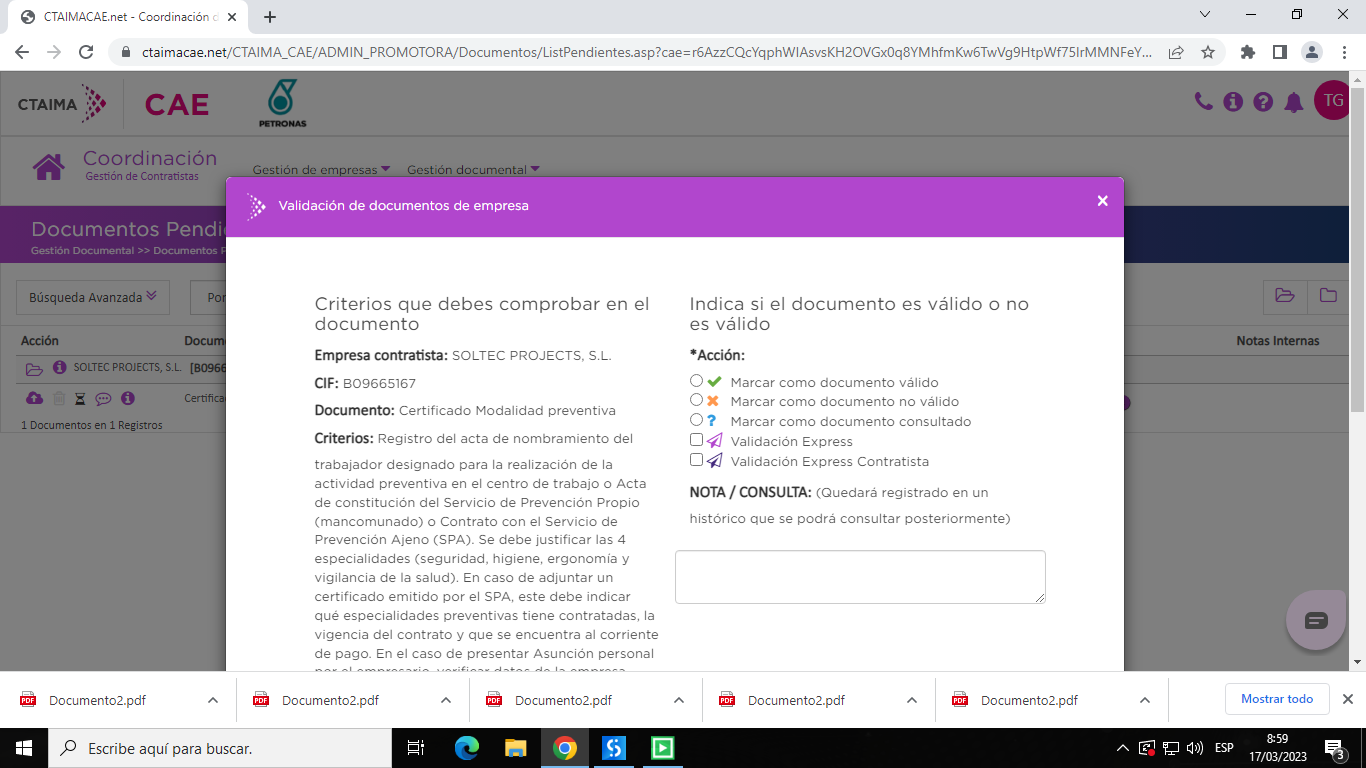 CTAIMACAE.net - Coordinación d
ctaimacae.net/CTAIMA_CAE/ADMIN_PROMOTORA/Documentos/ListPendientes.asp?cae=r6AzzCQcYqphWIAsvsKH2OVGx0q8YMhfmKw6TwVg9HtpWf75IrMMNFeY...
CTAIMA CAE PETRONAS TG
Coordinación
Gestión de Contratistas
Gestión de empresas Gestión documental
Validación de documentos de empresa
Documentos Pendi
Gestión Documental >> Documentos P
Búsqueda Avanzada Por
Acción Docum Notas Internas
SOLTEC PROJECTS, S.L. [B0966
Certifica
1 Documentos en 1 Registros
Criterios que debes comprobar en el
documento
Empresa contratista: SOLTEC PROJECTS, S.L.
CIF: B09665167
Documento: Certificado Modalidad preventiva
Criterios: Registro del acta de nombramiento del
trabajador designado para la realización de la
actividad preventiva en el centro de trabajo o Acta
de constitución del Servicio de Prevención Propio
(mancomunado) o Contrato con el Servicio de
Prevención Ajeno (SPA). Se debe justificar las 4
especialidades (seguridad, higiene, ergonomía y
vigilancia de la salud). En caso de adjuntar un
certificado emitido por el SPA, este debe indicar
qué especialidades preventivas tiene contratadas, la
vigencia del contrato y que se encuentra al corriente
de pago. En el caso de presentar Asunción personal
por el empresario, verificar datos de la empresa
Indica si el documento es válido o no
es válido
*Acción:
Marcar como documento válido
Marcar como documento no válido
Marcar como documento consultado
Validación Express
Validación Express Contratista
NOTA / CONSULTA: (Quedará registrado en un
histórico que se podrá consultar posteriormente)
Documento2.pdf Documento2.pdf Documento2.pdf Documento2.pdf Documento2.pdf Mostrar todo
Escribe aquí para buscar.
ESP
8:59
17/03/2023
3